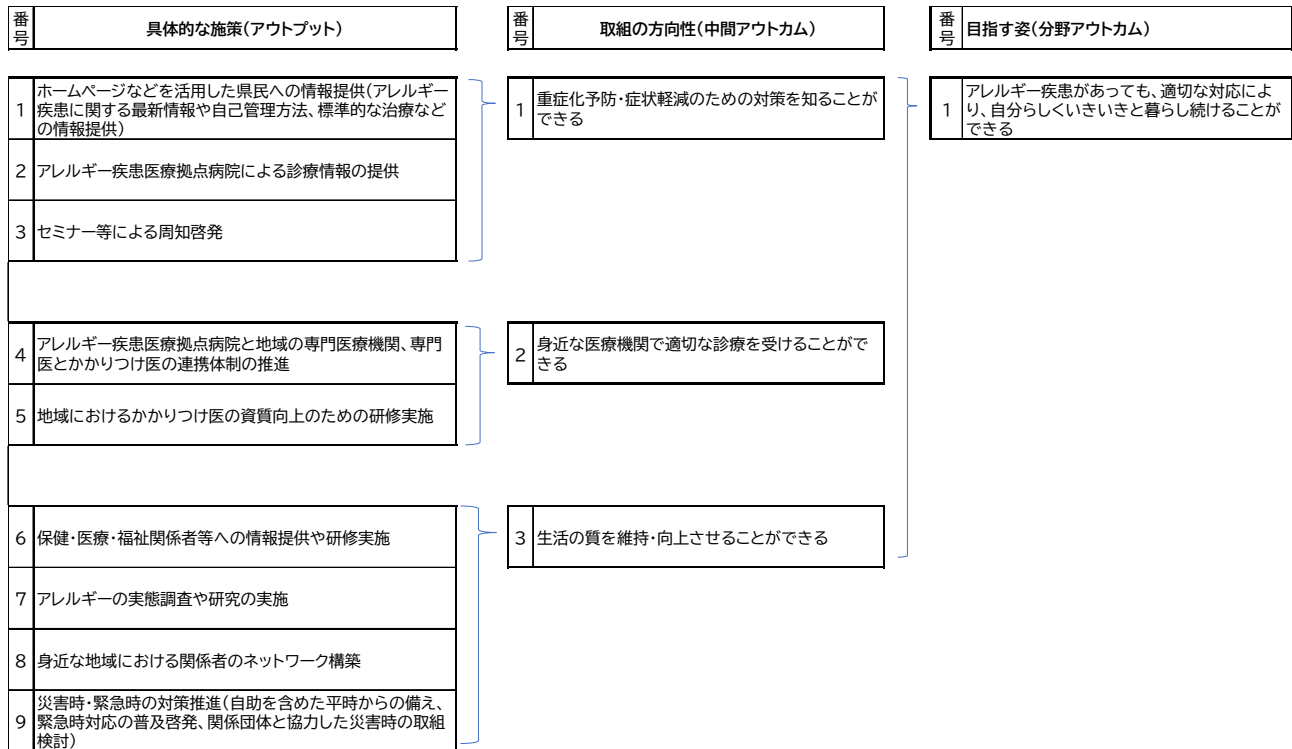 番号 具体的な施策(アウトプット)
番号 取組の方向性(中間アウトカム)
番号 目指す姿(分野アウトカム)
1 ホームページなどを活用した県民への情報提供(アレルギー
疾患に関する最新情報や自己管理方法、標準的な治療など
の情報提供)
2 アレルギー疾患医療拠点病院による診療情報の提供
3 セミナー等による周知啓発
1 重症化予防・症状軽減のための対策を知ることが
できる
1 アレルギー疾患があっても、適切な対応によ
り、自分らしくいきいきと暮らし続けることが
できる
4 アレルギー疾患医療拠点病院と地域の専門医療機関、専門
医とかかりつけ医の連携体制の推進
5 地域におけるかかりつけ医の資質向上のための研修実施
2 身近な医療機関で適切な診療を受けることがで
きる
6 保健・医療・福祉関係者等への情報提供や研修実施
7 アレルギーの実態調査や研究の実施
8 身近な地域における関係者のネットワーク構築
9 災害時・緊急時の対策推進(自助を含めた平時からの備え、
緊急時対応の普及啓発、関係団体と協力した災害時の取組
検討)
3 生活の質を維持・向上させることができる